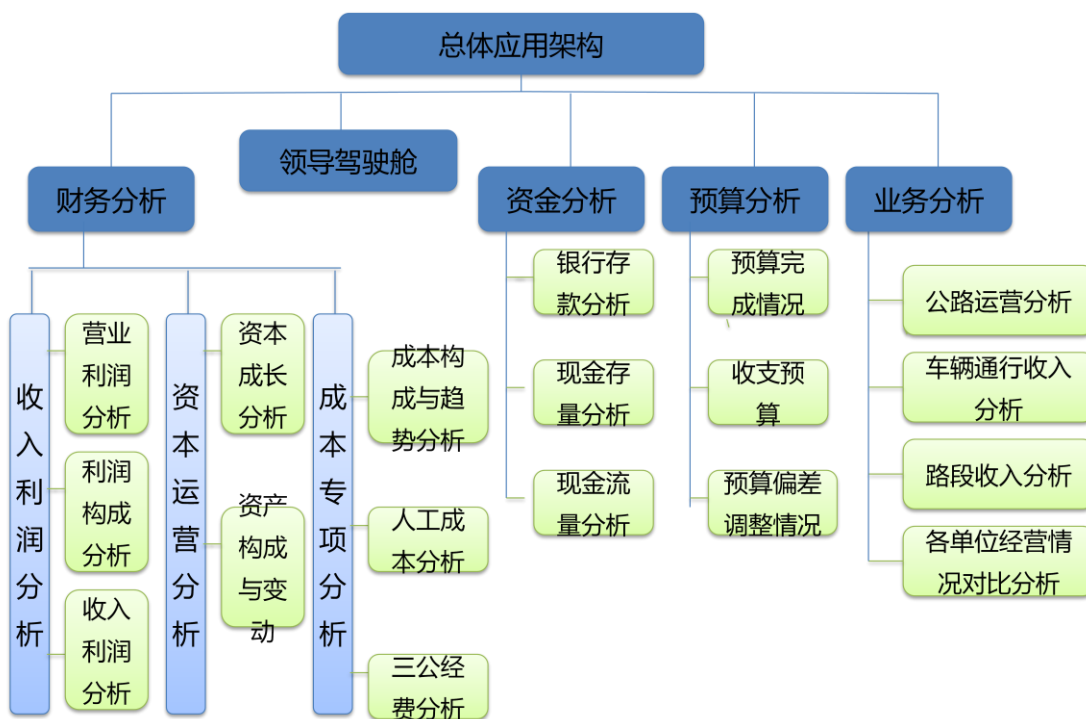 总体应用架构
领导驾驶舱
财务分析
资金分析
预算分析
业务分析
收
入
利
润
分
析
营业
利润
分析
利润
构成
分析
收入
利润
分析
资
本
运
营
分
析
资本
成长
分析
资产
构成
与变
动
成
本
专
项
分
析
成本构
成与趋
势分析
人工成
本分析
三公经
费分析
银行存
款分析
现金存
量分析
现金流
量分析
预算完
成情况
收支预
算
预算偏差
调整情况
公路运营分析
车辆通行收入
分析
路段收入分析
各单位经营情
况对比分析